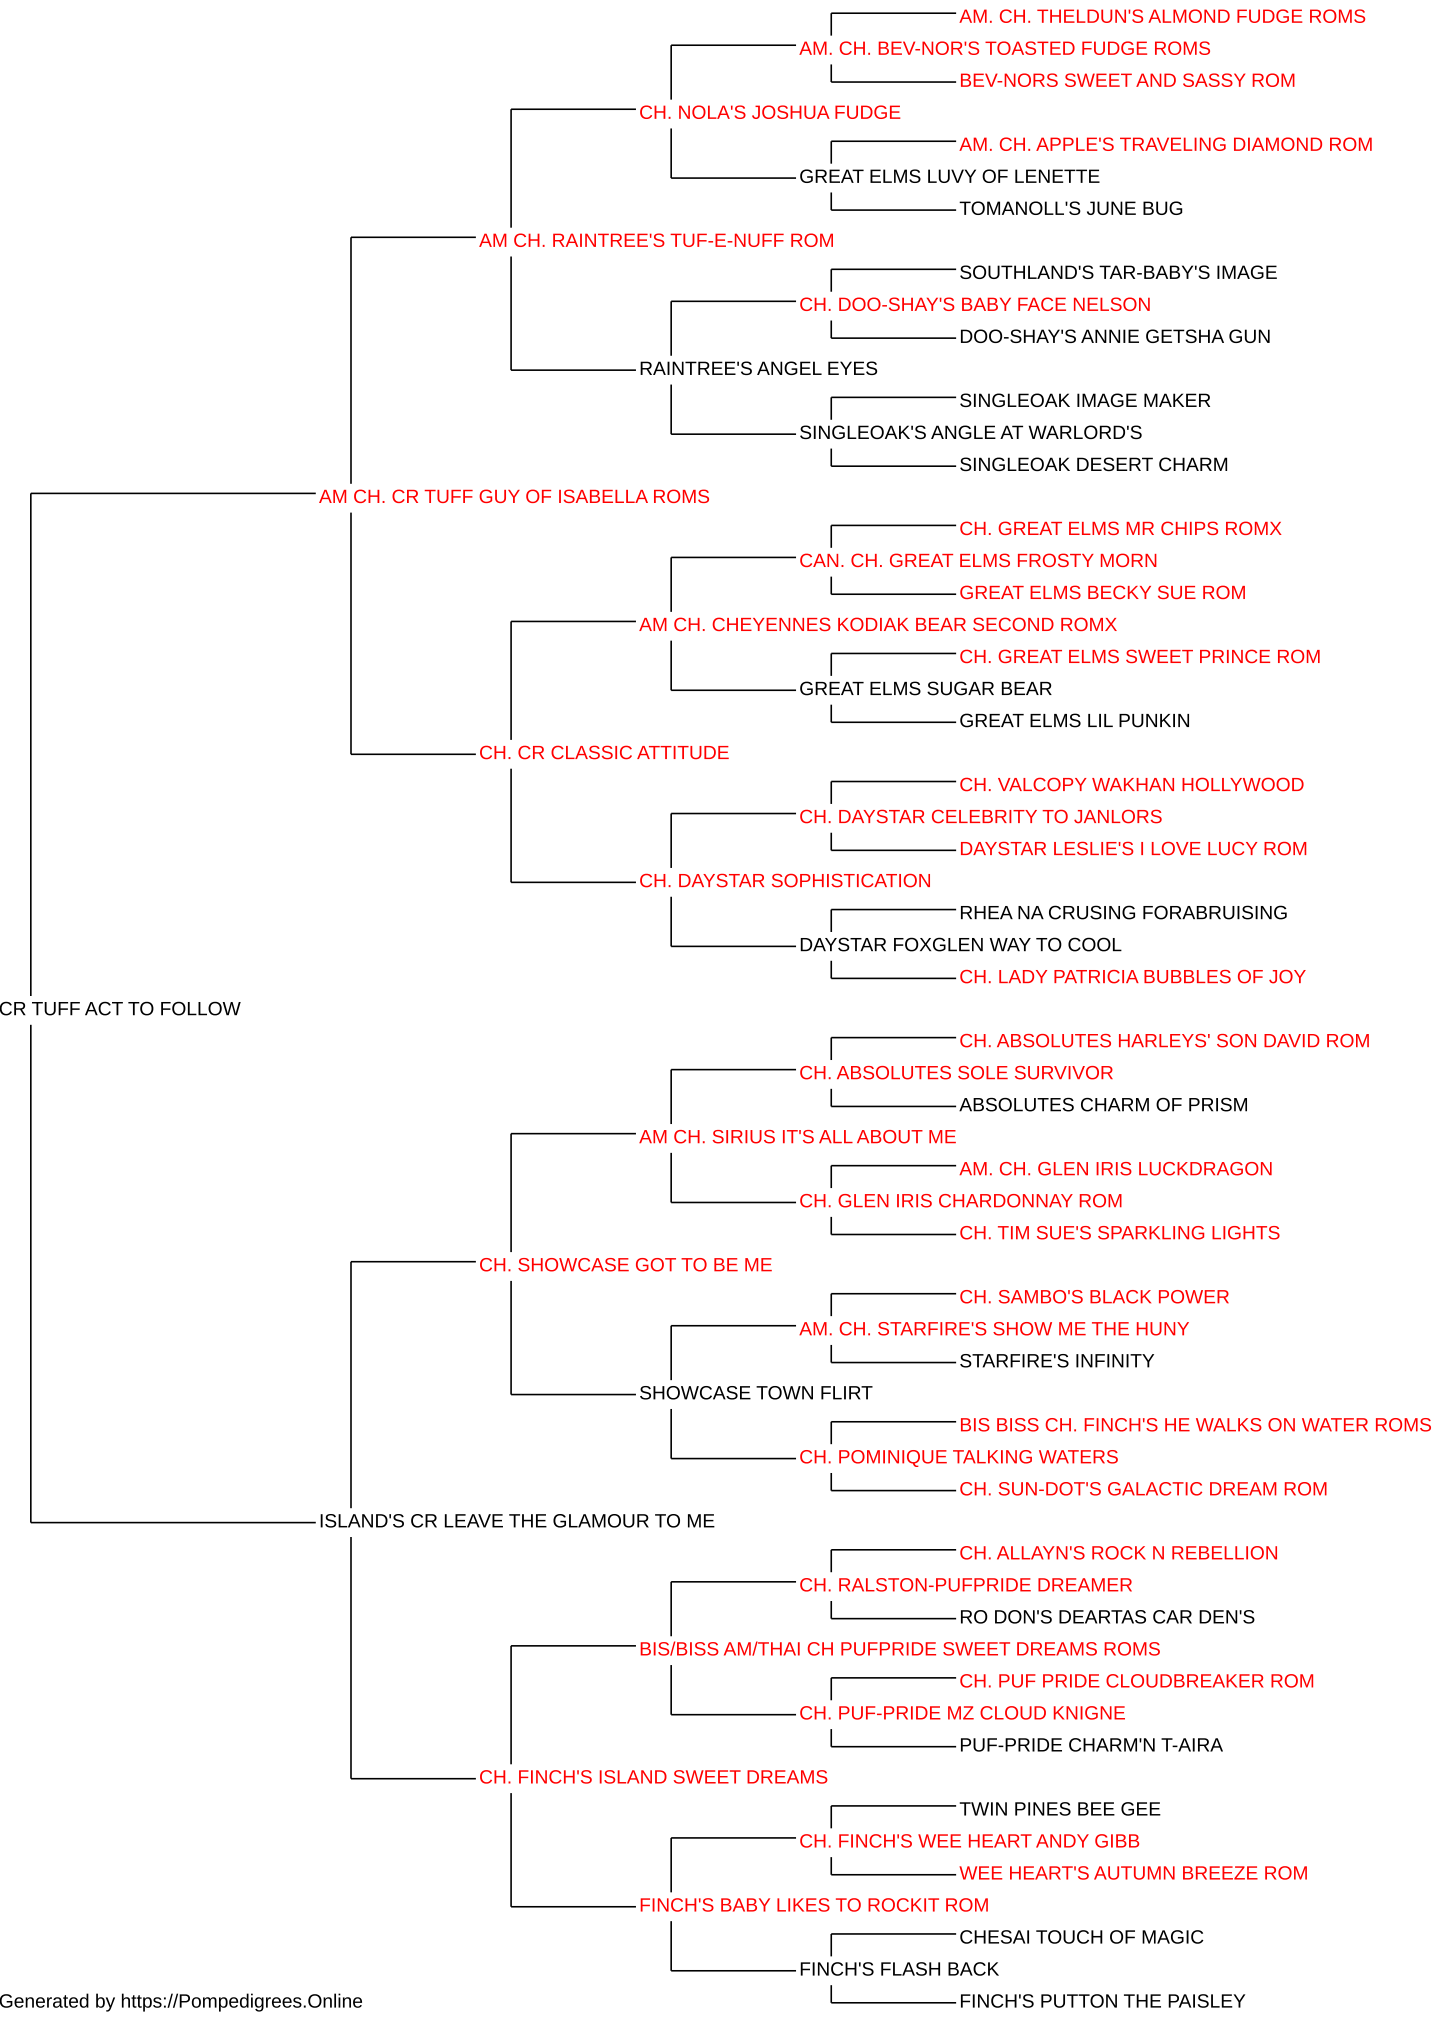 AM. CH. THELDUN'S ALMOND FUDGE ROMS
AM. CH. BEV-NOR'S TOASTED FUDGE ROMS
BEV-NORS SWEET AND SASSY ROM
CH. NOLA'S JOSHUA FUDGE
AM. CH. APPLE'S TRAVELING DIAMOND ROM
GREAT ELMS LUVY OF LENETTE
TOMANOLL'S JUNE BUG
AM CH. RAINTREE'S TUF-E-NUFF ROM
SOUTHLAND'S TAR-BABY'S IMAGE
CH. DOO-SHAY'S BABY FACE NELSON
DOO-SHAY'S ANNIE GETSHA GUN
RAINTREE'S ANGEL EYES
SINGLEOAK IMAGE MAKER
SINGLEOAK'S ANGLE AT WARLORD'S
SINGLEOAK DESERT CHARM
AM CH. CR TUFF GUY OF ISABELLA ROMS
CH. GREAT ELMS MR CHIPS ROMX
CAN. CH. GREAT ELMS FROSTY MORN
GREAT ELMS BECKY SUE ROM
AM CH. CHEYENNES KODIAK BEAR SECOND ROMX
CH. GREAT ELMS SWEET PRINCE ROM
GREAT ELMS SUGAR BEAR
GREAT ELMS LIL PUNKIN
CH. CR CLASSIC ATTITUDE
CH. VALCOPY WAKHAN HOLLYWOOD
CH. DAYSTAR CELEBRITY TO JANLORS
DAYSTAR LESLIE'S I LOVE LUCY ROM
CH. DAYSTAR SOPHISTICATION
RHEA NA CRUSING FORABRUISING
DAYSTAR FOXGLEN WAY TO COOL
CH. LADY PATRICIA BUBBLES OF JOY
CR TUFF ACT TO FOLLOW
CH. ABSOLUTES HARLEYS' SON DAVID ROM
CH. ABSOLUTES SOLE SURVIVOR
ABSOLUTES CHARM OF PRISM
AM CH. SIRIUS IT'S ALL ABOUT ME
AM. CH. GLEN IRIS LUCKDRAGON
CH. GLEN IRIS CHARDONNAY ROM
CH. TIM SUE'S SPARKLING LIGHTS
CH. SHOWCASE GOT TO BE ME
CH. SAMBO'S BLACK POWER
AM. CH. STARFIRE'S SHOW ME THE HUNY
STARFIRE'S INFINITY
SHOWCASE TOWN FLIRT
BIS BISS CH. FINCH'S HE WALKS ON WATER ROMS
CH. POMINIQUE TALKING WATERS
CH. SUN-DOT'S GALACTIC DREAM ROM
ISLAND'S CR LEAVE THE GLAMOUR TO ME
CH. ALLAYN'S ROCK N REBELLION
CH. RALSTON-PUFPRIDE DREAMER
RO DON'S DEARTAS CAR DEN'S
BIS/BISS AM/THAI CH PUFPRIDE SWEET DREAMS ROMS
CH. PUF PRIDE CLOUDBREAKER ROM
CH. PUF-PRIDE MZ CLOUD KNIGNE
PUF-PRIDE CHARM'N T-AIRA
CH. FINCH'S ISLAND SWEET DREAMS
TWIN PINES BEE GEE
CH. FINCH'S WEE HEART ANDY GIBB
WEE HEART'S AUTUMN BREEZE ROM
FINCH'S BABY LIKES TO ROCKIT ROM
CHESAI TOUCH OF MAGIC
FINCH'S FLASH BACK
FINCH'S PUTTON THE PAISLEY
Generated by https://Pompedigrees.Online